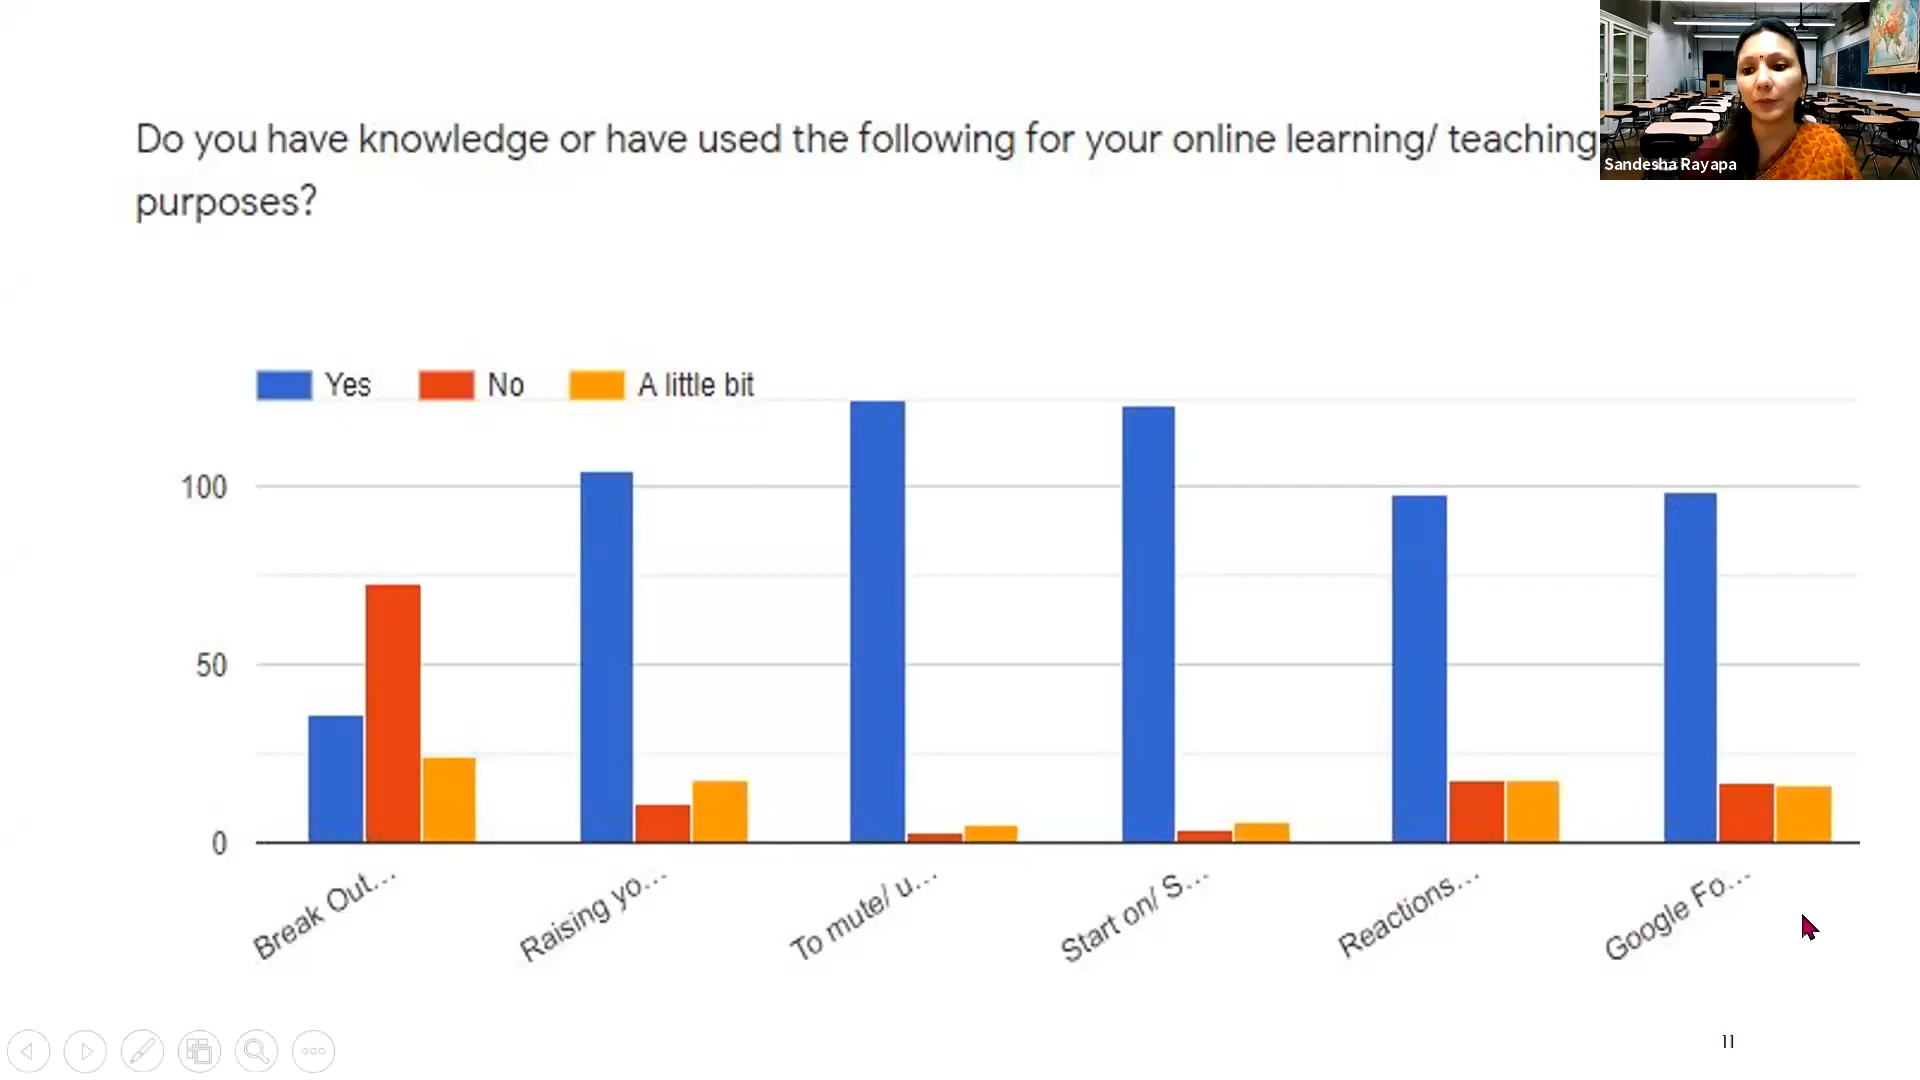 Do you have knowledge or have used the following for your online learning/ teaching
purposes?
Sandesha Rayapa
Yes No A little bit
100
50
0
Break Out...
Raising yo...
To mute/ u...
Start on/ S...
Reactions...
Google Fo...
11